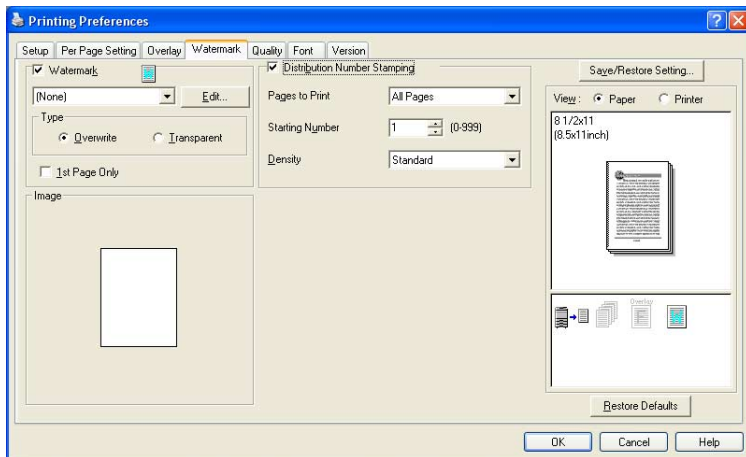 Printing Preferences
Setup Per Page Setting Overlay Watermark Quality Font Version
Watermark
(None) Edit...
Type
Overwrite Transparent
1st Page Only
Image
Distribution Number Stamping
Pages to Print All Pages
Starting Number 1 (0-999)
Density Standard
Save/Restore Setting...
View : Paper Printer
8 1/2x11
(8.5x11inch)
Overlay
Restore Defaults
OK Cancel Help